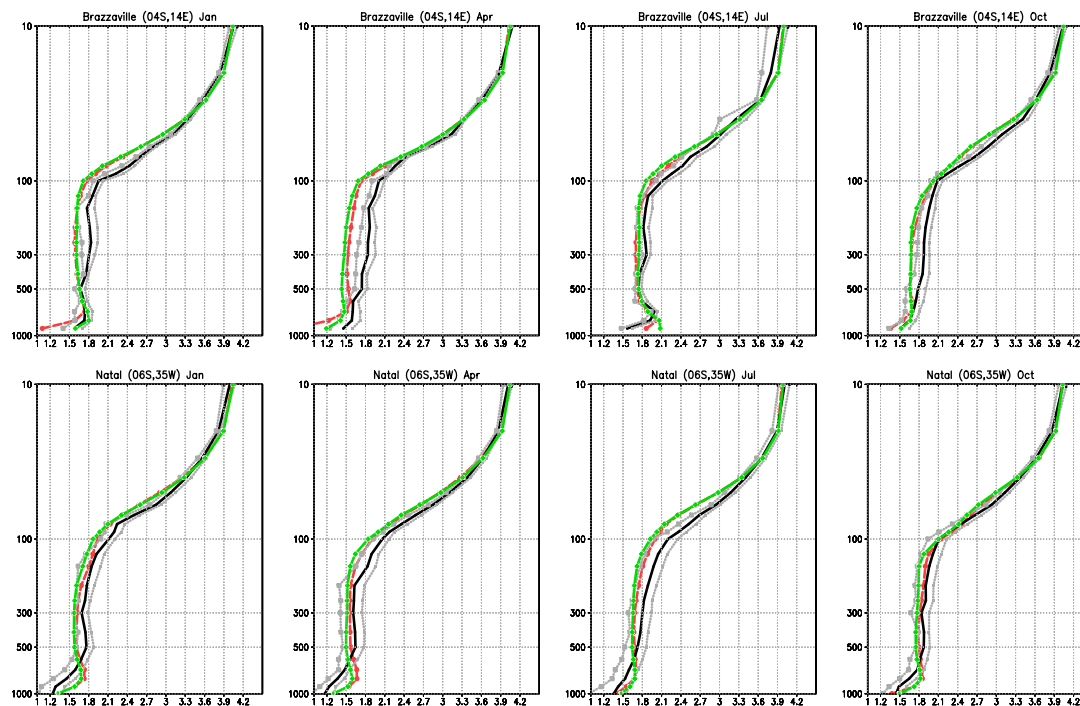 Brazzaville (04S,14E) Jan
10
100
300
500
1000
1 1.2 1.5 1.8 2.1 2.4 2.7 3 3.3 3.6 3.9 4.2
Brazzaville (04S,14E) Apr
10
100
300
500
1000
1 1.2 1.5 1.8 2.1 2.4 2.7 3 3.3 3.6 3.9 4.2
Brazzaville (04S,14E) Jul
10
100
300
500
1000
1 1.2 1.5 1.8 2.1 2.4 2.7 3 3.3 3.6 3.9 4.2
Brazzaville (04S,14E) Oct
10
100
300
500
1000
1 1.2 1.5 1.8 2.1 2.4 2.7 3 3.3 3.6 3.9 4.2
Natal (06S,35W) Jan
10
100
300
500
1000
1 1.2 1.5 1.8 2.1 2.4 2.7 3 3.3 3.6 3.9 4.2
Natal (06S,35W) Apr
10
100
300
500
1000
1 1.2 1.5 1.8 2.1 2.4 2.7 3 3.3 3.6 3.9 4.2
Natal (06S,35W) Jul
10
100
300
500
1000
1 1.2 1.5 1.8 2.1 2.4 2.7 3 3.3 3.6 3.9 4.2
Natal (06S,35W) Oct
10
100
300
500
1000
1 1.2 1.5 1.8 2.1 2.4 2.7 3 3.3 3.6 3.9 4.2